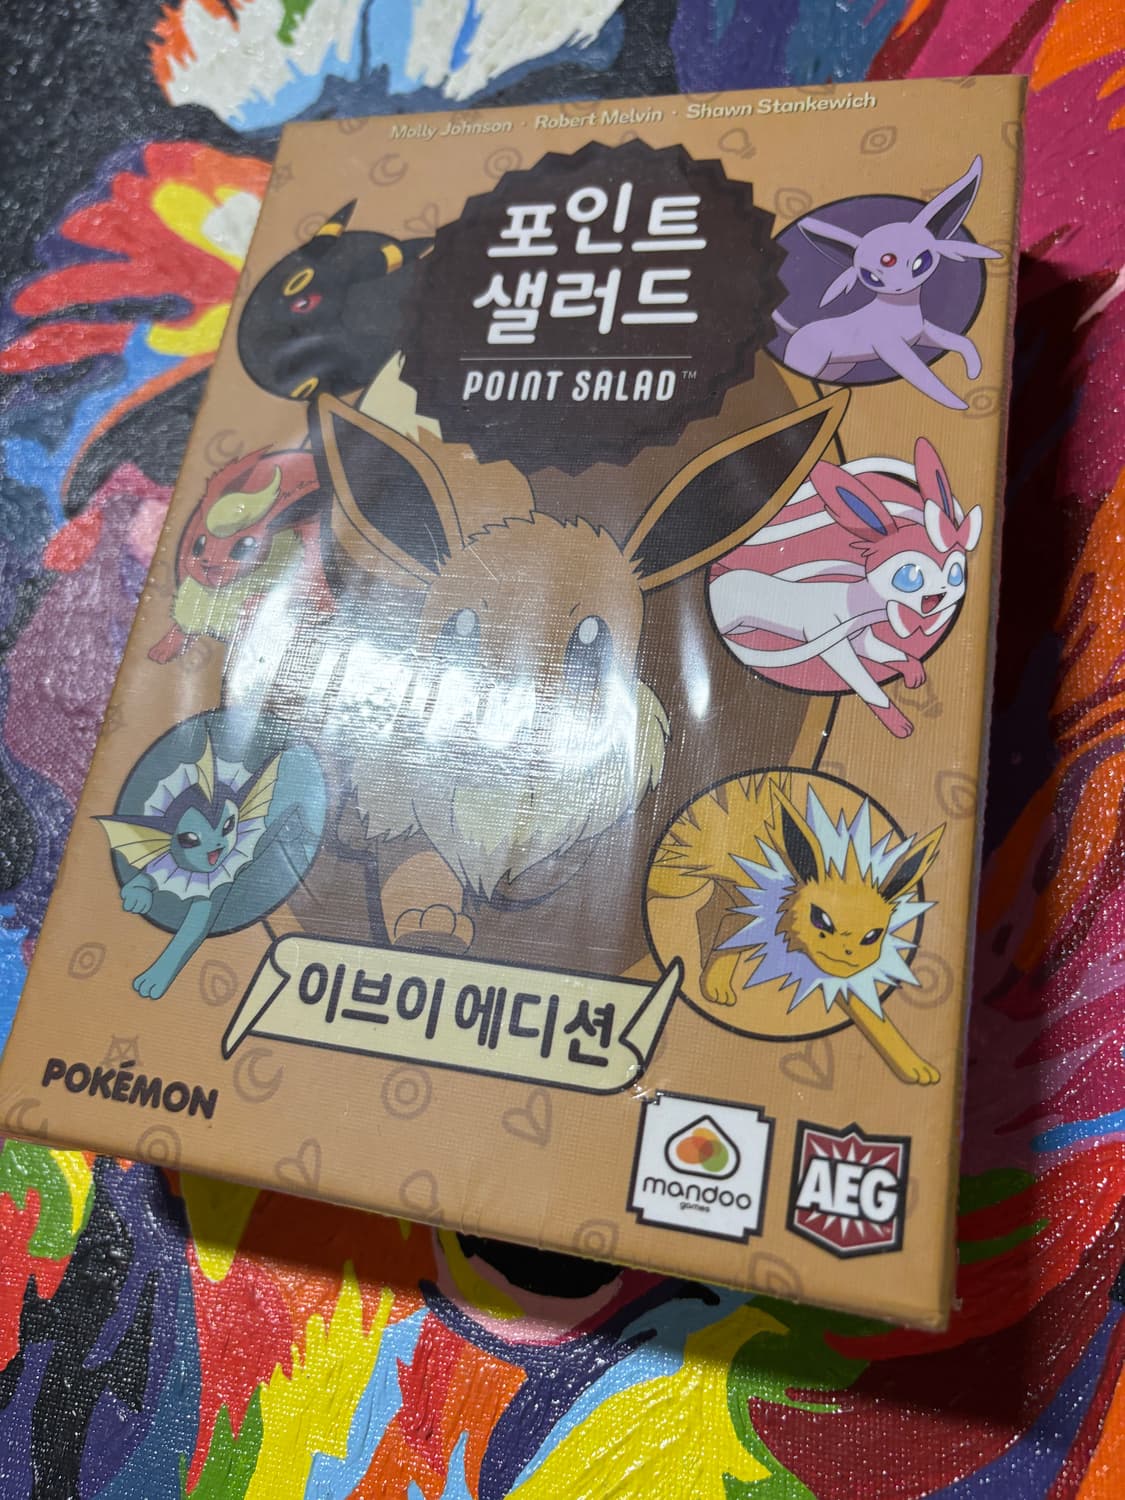 Molly Johnson · Robert Melvin · Shawn Stankewich
포인트
샐러드
POINT SALAD™
이브이 에디션
POKÉMON
mandoo
games
AEG